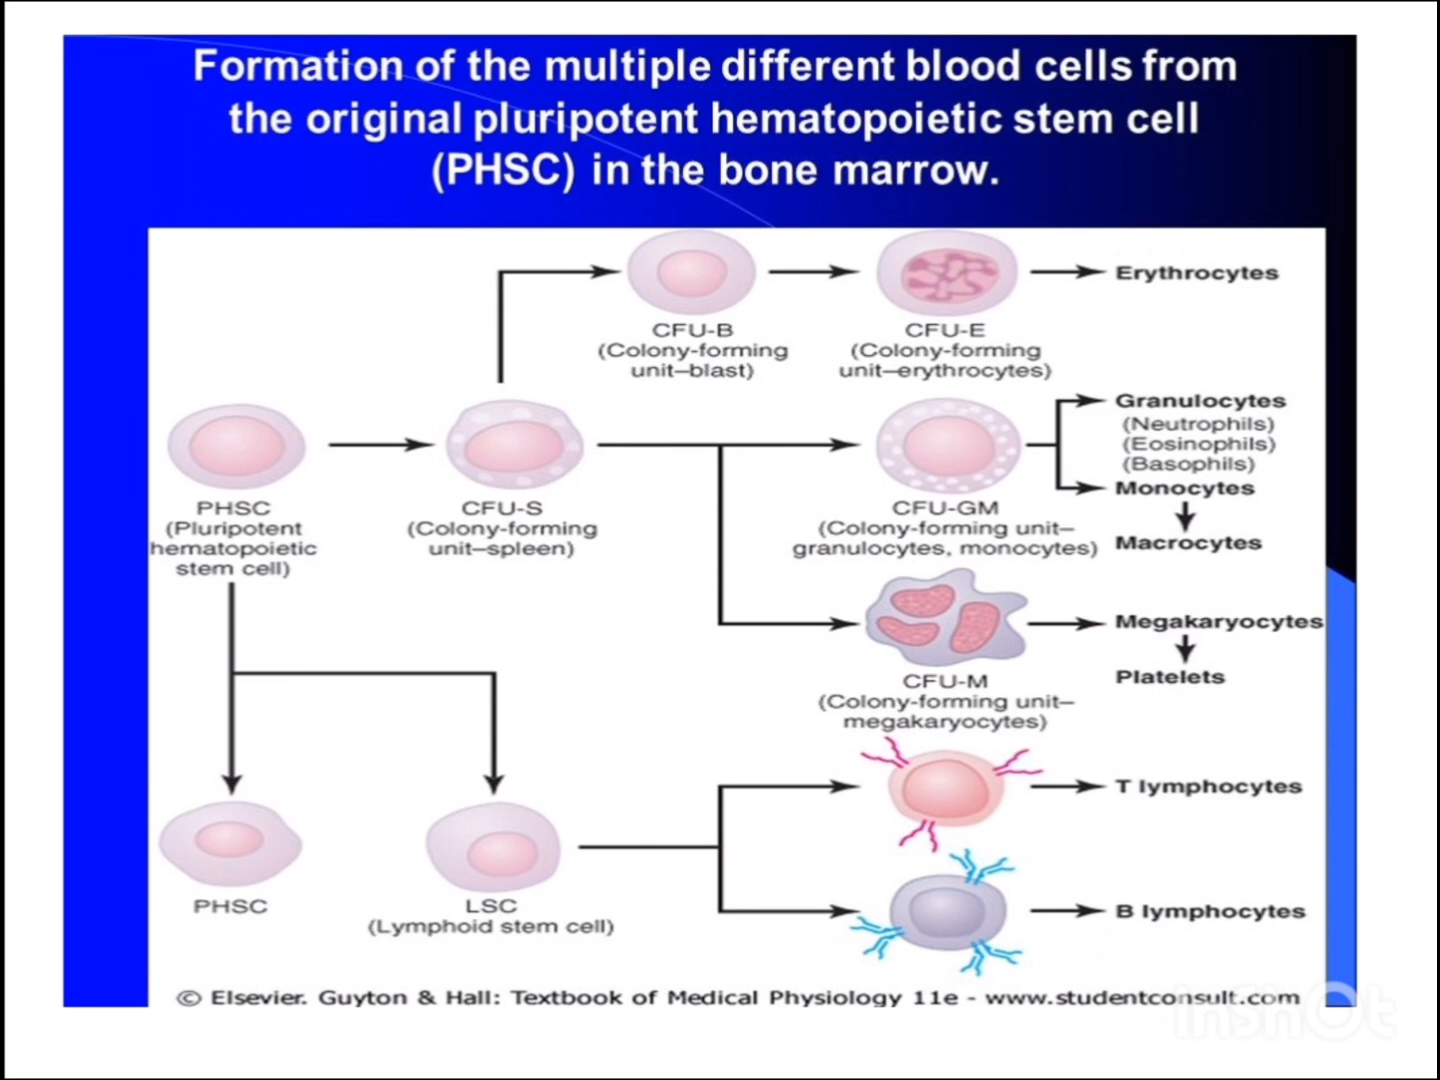 Formation of the multiple different blood cells from
the original pluripotent hematopoietic stem cell
(PHSC) in the bone marrow.
CFU-B
(Colony-forming
unit–blast)
CFU-E
(Colony-forming
unit–erythrocytes)
Erythrocytes
PHSC
(Pluripotent
hematopoietic
stem cell)
CFU-S
(Colony-forming
unit–spleen)
CFU-GM
(Colony-forming unit–
granulocytes, monocytes)
Granulocytes
(Neutrophils)
(Eosinophils)
(Basophils)
Monocytes
Macrocytes
CFU-M
(Colony-forming unit–
megakaryocytes)
Megakaryocytes
Platelets
T lymphocytes
PHSC
LSC
(Lymphoid stem cell)
B lymphocytes
© Elsevier. Guyton & Hall: Textbook of Medical Physiology 11e - www.studentconsult.com
InShOt